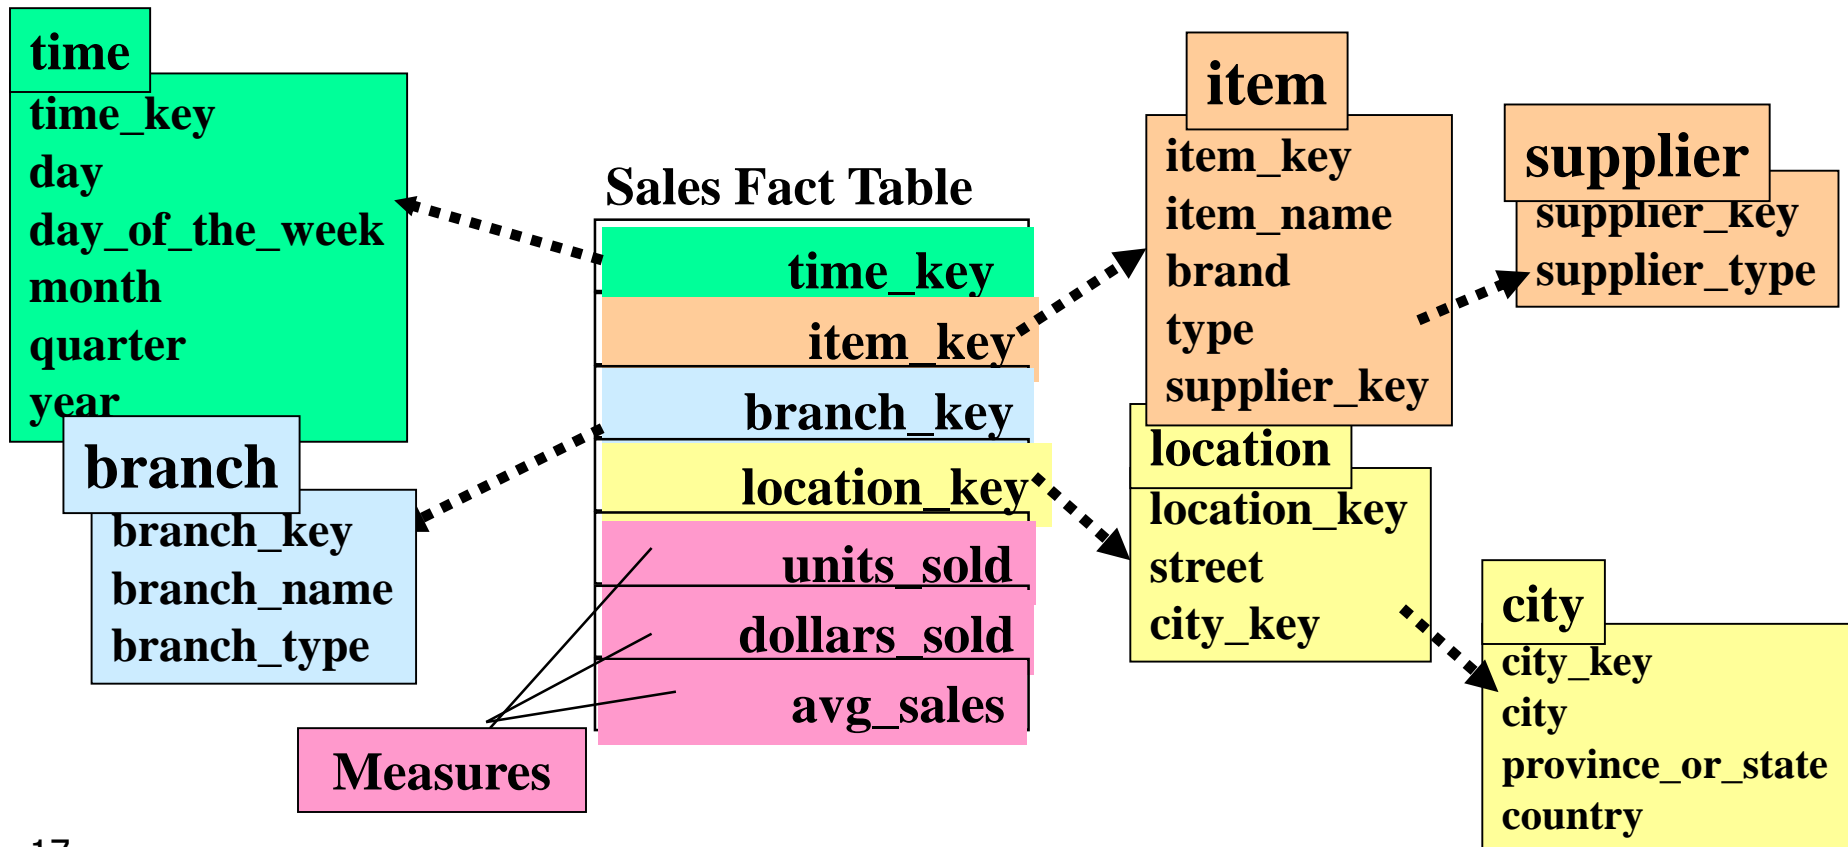 time
time_key
day
day_of_the_week
month
quarter
year
branch
branch_key
branch_name
branch_type
Sales Fact Table
time_key
item_key
branch_key
location_key
units_sold
dollars_sold
avg_sales
Measures
item
item_key
item_name
brand
type
supplier_key
supplier
supplier_key
supplier_type
location
location_key
street
city_key
city
city_key
city
province_or_state
country
17